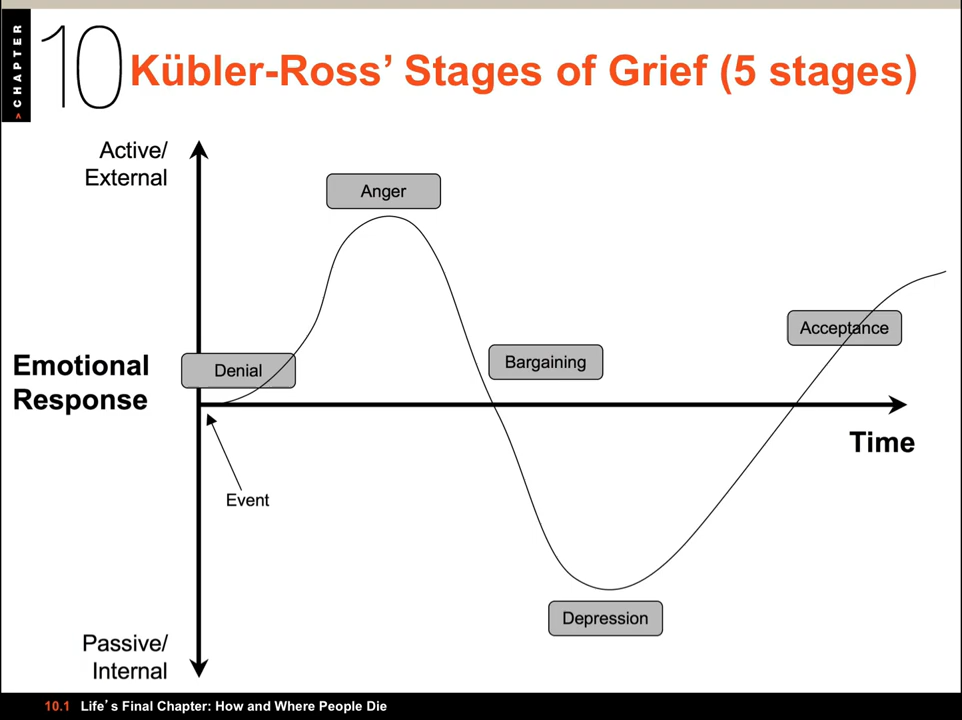 CHAPTER
10
Kübler-Ross’ Stages of Grief (5 stages)
Active/
External
Anger
Acceptance
Emotional
Response
Denial
Bargaining
Time
Event
Depression
Passive/
Internal
10.1 Life’s Final Chapter: How and Where People Die